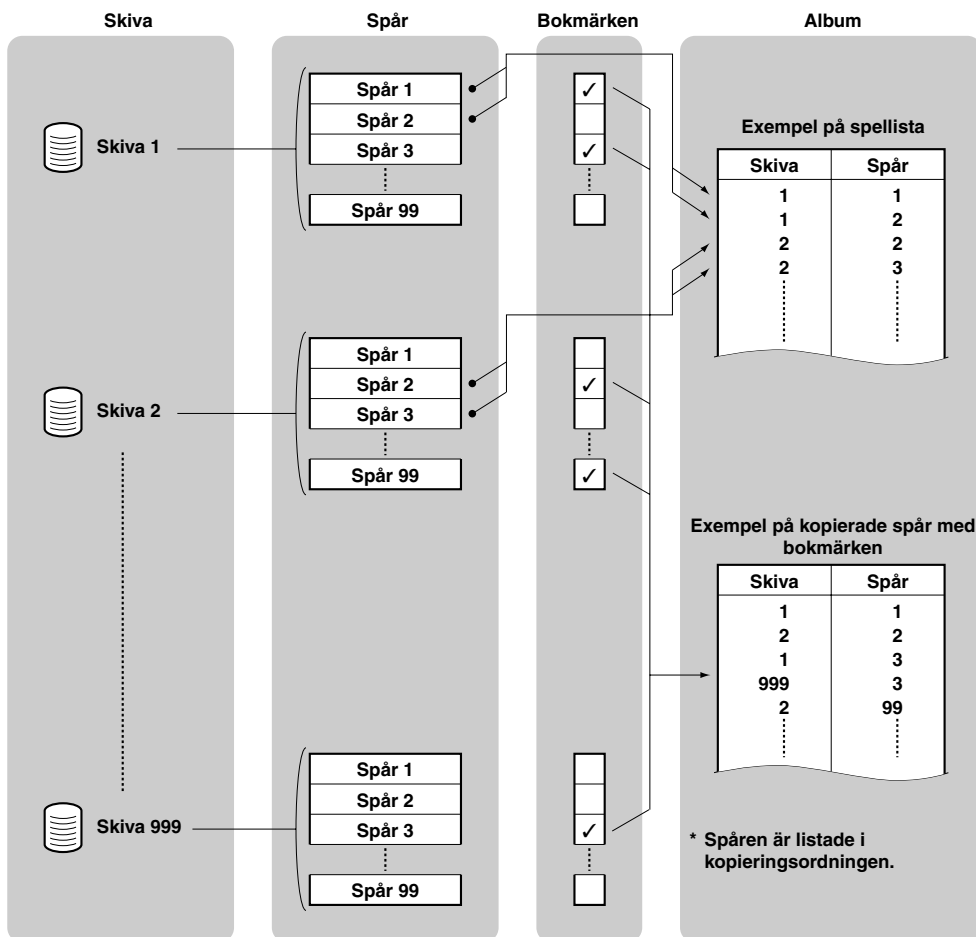 Skiva Spår Bokmärken Album
Skiva 1
Spår 1 ✓
Spår 2
Spår 3 ✓
Spår 99
Exempel på spellista
Skiva Spår
1 1
1 2
2 2
2 3
Skiva 2
Spår 1
Spår 2 ✓
Spår 3
Spår 99 ✓
Exempel på kopierade spår med
bokmärken
Skiva Spår
1 1
2 2
1 3
999 3
2 99
Skiva 999
Spår 1
Spår 2
Spår 3 ✓
Spår 99
* Spåren är listade i
kopieringsordningen.